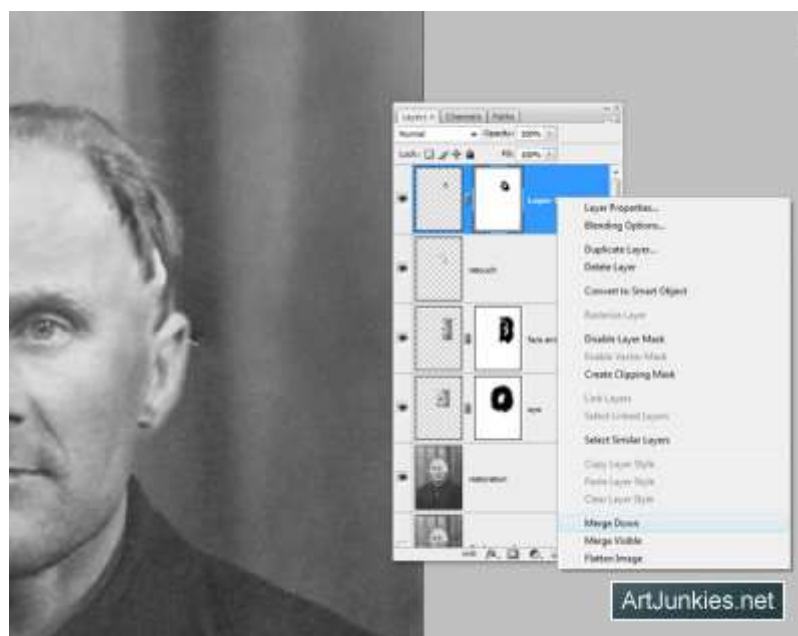 Layers × Channels Paths
Normal Opacity: 100%
Lock: Fill: 100%
Layer
retouch
eye
restoration
Layer Properties...
Blending Options...
Duplicate Layer...
Delete Layer
Convert to Smart Object
Rasterize Layer
Disable Layer Mask
Enable Vector Mask
Create Clipping Mask
Link Layers
Select Linked Layers
Select Similar Layers
Copy Layer Style
Paste Layer Style
Clear Layer Style
Merge Down
Merge Visible
Flatten Image
ArtJunkies.net